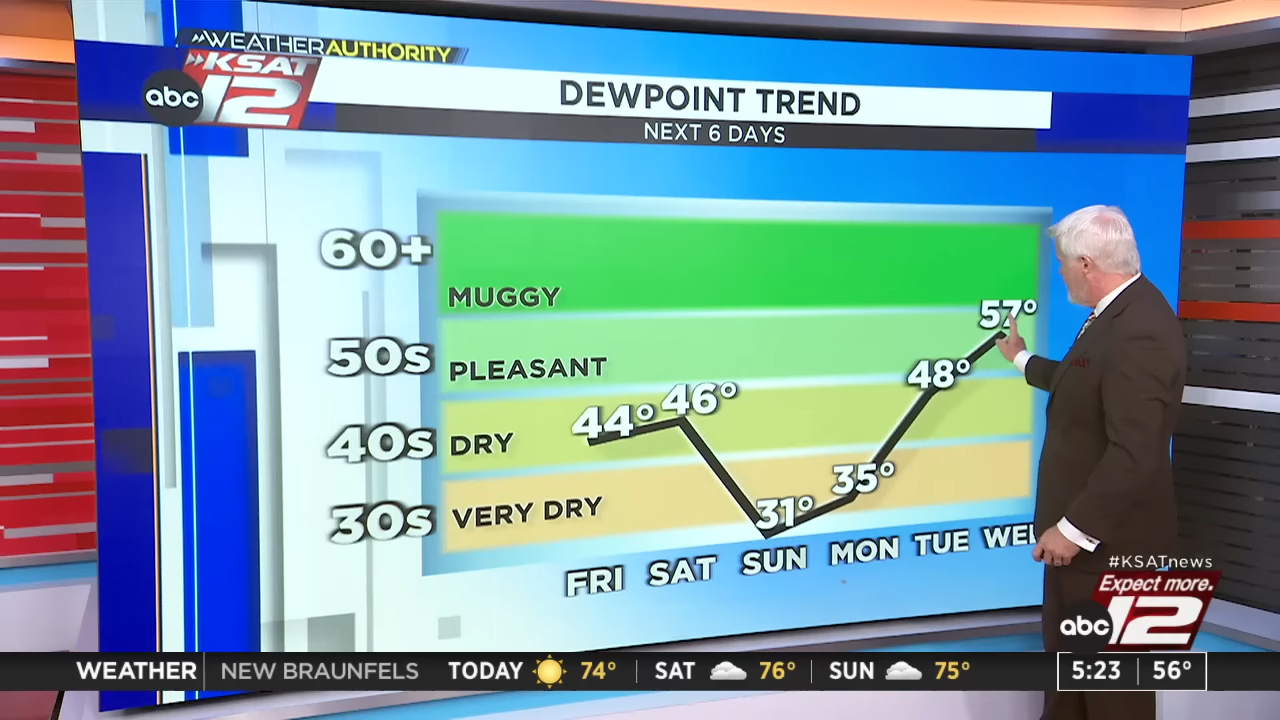 WEATHERAUTHORITY
KSAT
abc 12
DEWPOINT TREND
NEXT 6 DAYS
60+
MUGGY
50s PLEASANT
40s DRY
30s VERY DRY
44° 46° 31° 35° 48° 57°
FRI SAT SUN MON TUE WED
#KSATnews
Expect more.
abc 12
WEATHER NEW BRAUNFELS TODAY 74° SAT 76° SUN 75° 5:23 56°